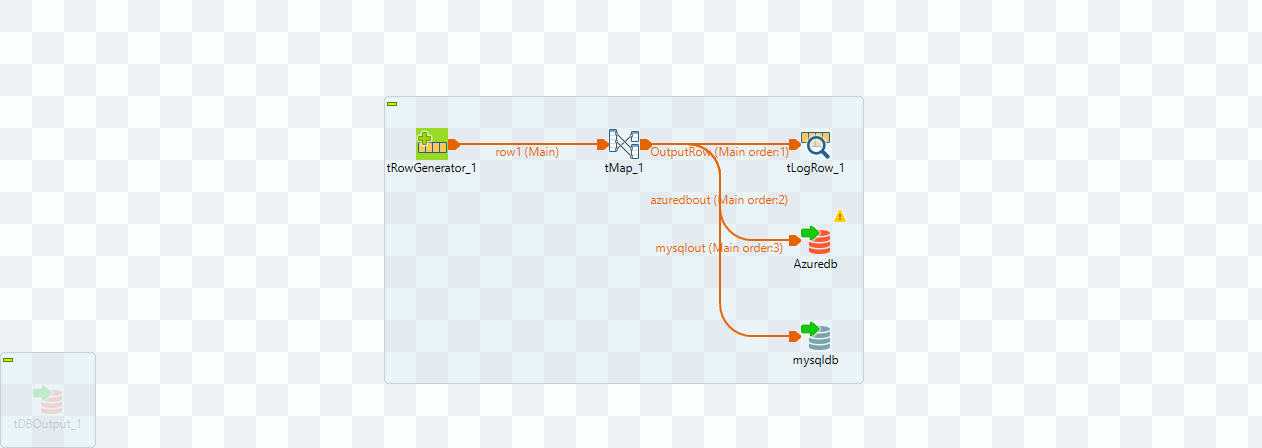 row1 (Main)
OutputRow (Main order:1)
tRowGenerator_1
tMap_1
tLogRow_1
azuredbout (Main order:2)
mysqlout (Main order:3)
Azuredb
mysqldb
tDBOutput_1